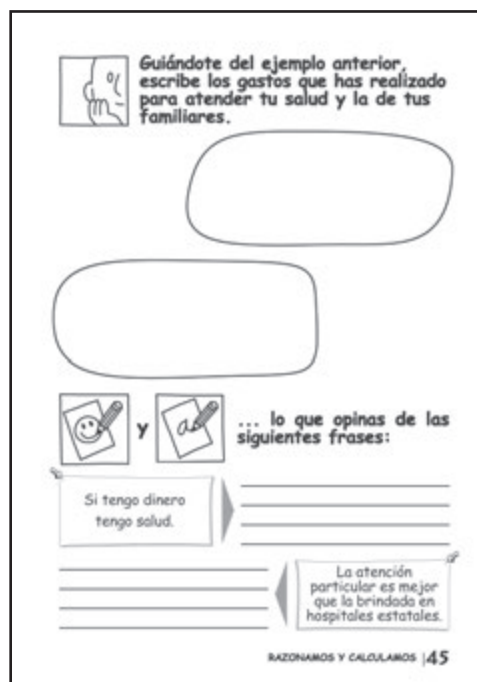 Guiándote del ejemplo anterior,
escribe los gastos que has realizado
para atender tu salud y la de tus
familiares.
y
... lo que opinas de las
siguientes frases:
Si tengo dinero
tengo salud.
La atención
particular es mejor
que la brindada en
hospitales estatales.
RAZONAMOS Y CALCULAMOS |45